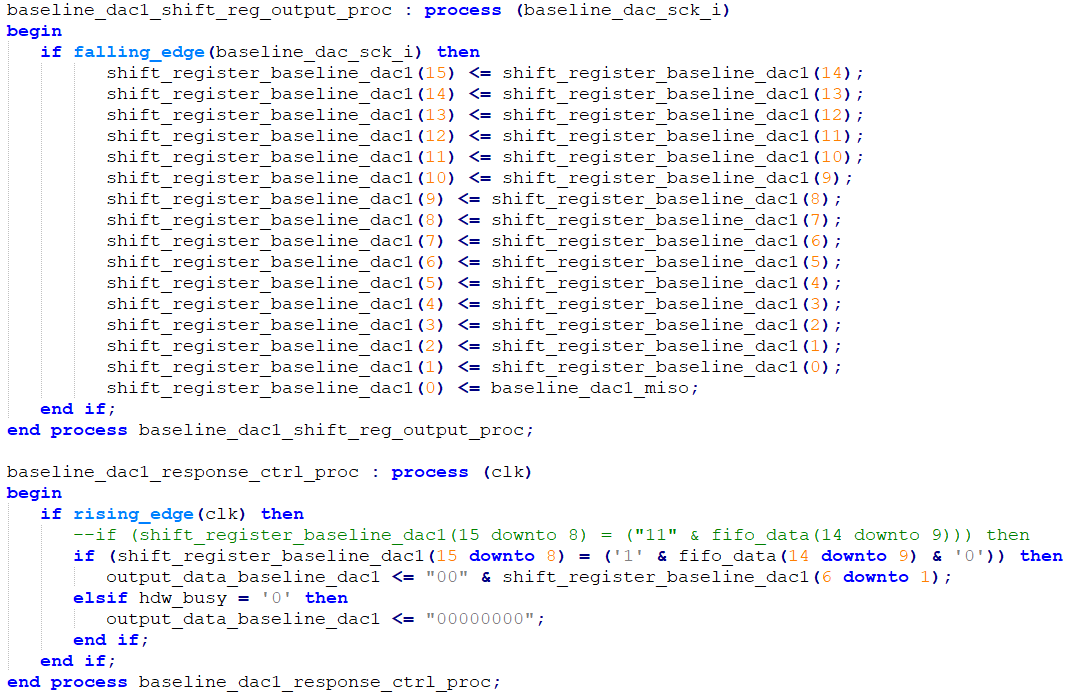 baseline_dac1_shift_reg_output_proc : process (baseline_dac_sck_i)
begin
   if falling_edge(baseline_dac_sck_i) then
         shift_register_baseline_dac1(15) <= shift_register_baseline_dac1(14);
         shift_register_baseline_dac1(14) <= shift_register_baseline_dac1(13);
         shift_register_baseline_dac1(13) <= shift_register_baseline_dac1(12);
         shift_register_baseline_dac1(12) <= shift_register_baseline_dac1(11);
         shift_register_baseline_dac1(11) <= shift_register_baseline_dac1(10);
         shift_register_baseline_dac1(10) <= shift_register_baseline_dac1(9);
         shift_register_baseline_dac1(9) <= shift_register_baseline_dac1(8);
         shift_register_baseline_dac1(8) <= shift_register_baseline_dac1(7);
         shift_register_baseline_dac1(7) <= shift_register_baseline_dac1(6);
         shift_register_baseline_dac1(6) <= shift_register_baseline_dac1(5);
         shift_register_baseline_dac1(5) <= shift_register_baseline_dac1(4);
         shift_register_baseline_dac1(4) <= shift_register_baseline_dac1(3);
         shift_register_baseline_dac1(3) <= shift_register_baseline_dac1(2);
         shift_register_baseline_dac1(2) <= shift_register_baseline_dac1(1);
         shift_register_baseline_dac1(1) <= shift_register_baseline_dac1(0);
         shift_register_baseline_dac1(0) <= baseline_dac1_miso;
   end if;
end process baseline_dac1_shift_reg_output_proc;

baseline_dac1_response_ctrl_proc : process (clk)
begin
   if rising_edge(clk) then
      --if (shift_register_baseline_dac1(15 downto 8) = ("11" & fifo_data(14 downto 9))) then
      if (shift_register_baseline_dac1(15 downto 8) = ('1' & fifo_data(14 downto 9) & '0')) then
         output_data_baseline_dac1 <= "00" & shift_register_baseline_dac1(6 downto 1);
      elsif hdw_busy = '0' then
         output_data_baseline_dac1 <= "00000000";
      end if;
   end if;
end process baseline_dac1_response_ctrl_proc;